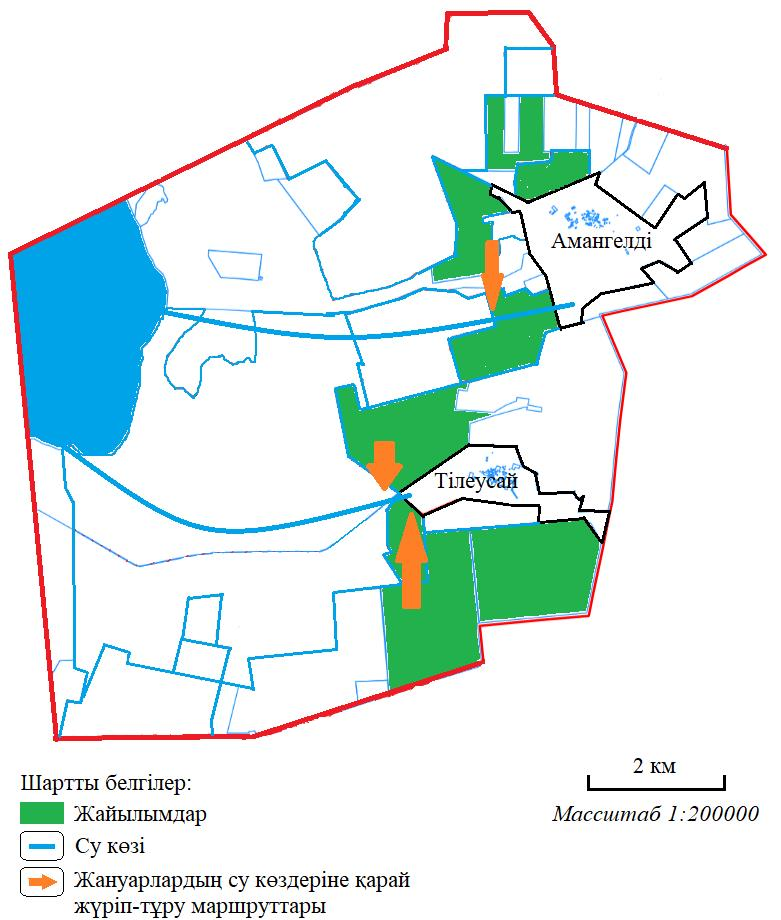 Амангелді
Тілеусай
2 км
Масштаб 1:200000
Шартты белгілер:
Жайылымдар
Су көзі
Жануарлардың су көздеріне қарай
жүріп-тұру маршруттары